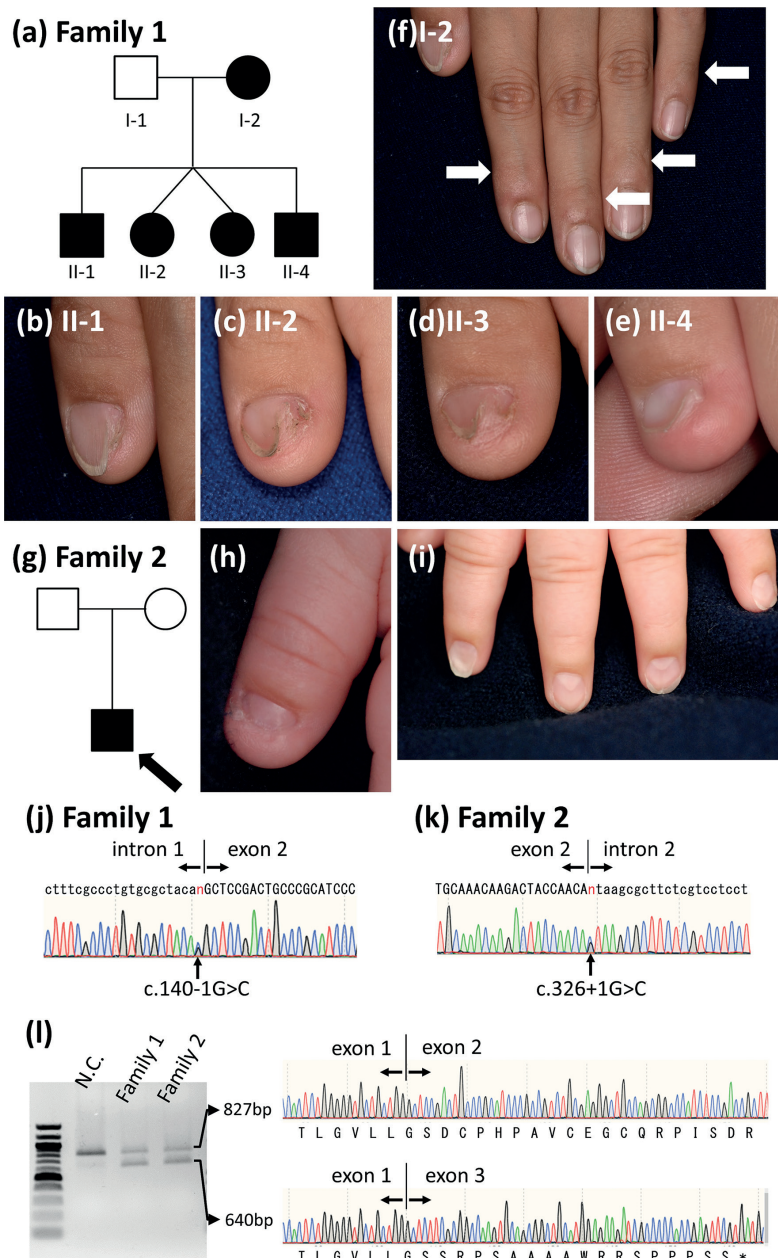 (a) Family 1
I-1
I-2
II-1
II-2
II-3
II-4
(f)I-2
(b) II-1
(c) II-2
(d)II-3
(e) II-4
(g) Family 2
(h)
(i)
(j) Family 1
intron 1
exon 2
ctttcgccctgtgcgctacanGCTCCGACTGCCCGCATCCC
c.140-1G>C
(k) Family 2
exon 2
intron 2
TGCAAACAAGACTACCAACAntaagcgcttctcgtcctcct
c.326+1G>C
(l)
N.C.
Family 1
Family 2
827bp
640bp
exon 1
exon 2
T L G V L L G S D C P H P A V C E G C Q R P I S D R
exon 1
exon 3
T L G V L L G S S R P S A A A A W R R S P P P S S *